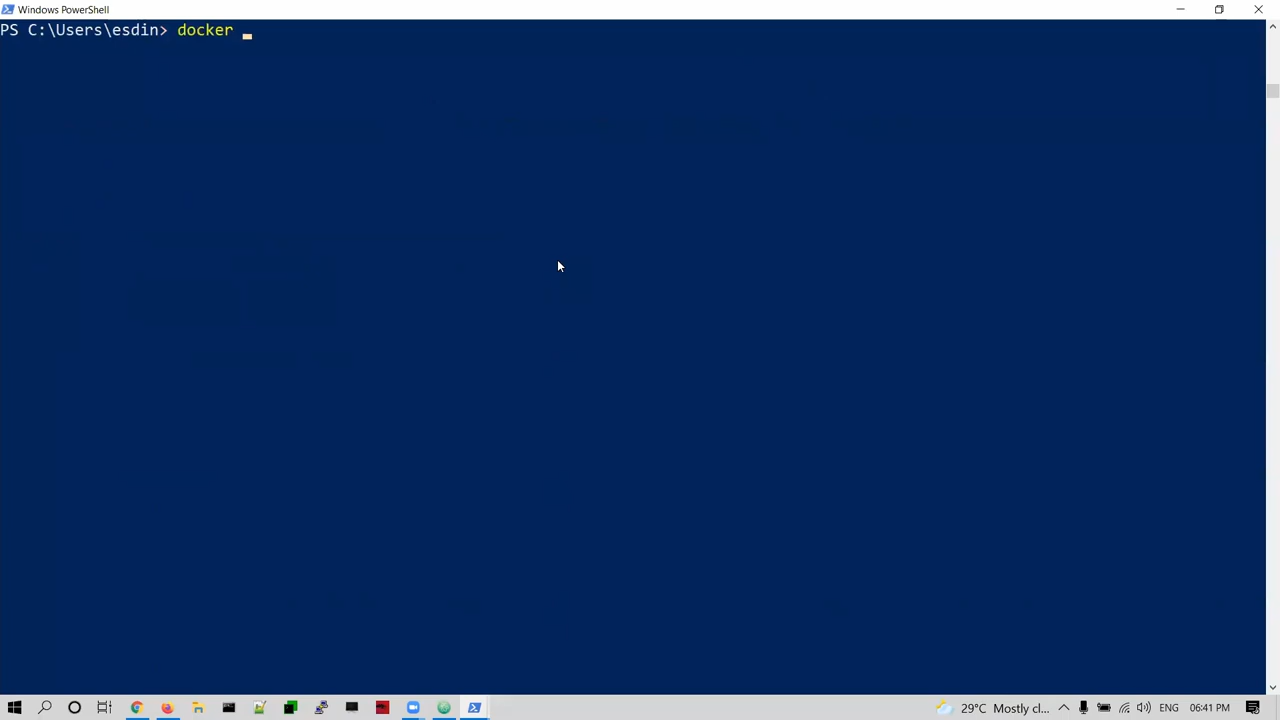 Windows PowerShell
PS C:\Users\esdin> docker
29°C Mostly cl... ENG 06:41 PM